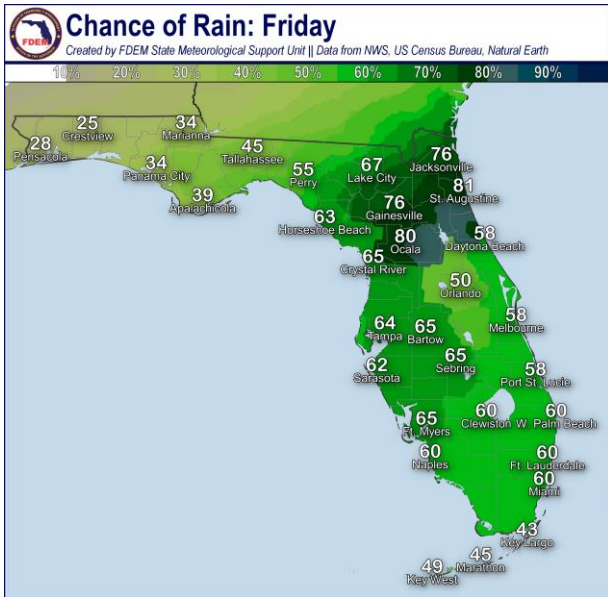 Chance of Rain: Friday
Created by FDEM State Meteorological Support Unit || Data from NWS, US Census Bureau, Natural Earth
FDEM
10% 20% 30% 40% 50% 60% 70% 80% 90%
25
Crestview
34
Marianna
28
Pensacola
45
Tallahassee
34
Panama City
39
Apalachicola
55
Perry
67
Lake City
76
Jacksonville
81
St. Augustine
76
Gainesville
63
Horseshoe Beach
80
Ocala
58
Daytona Beach
65
Crystal River
50
Orlando
58
Melbourne
64
Tampa
65
Bartow
65
Sebring
62
Sarasota
58
Port St. Lucie
65
Ft. Myers
60
Clewiston
60
W. Palm Beach
60
Naples
60
Ft. Lauderdale
60
Miami
43
Key Largo
45
Marathon
49
Key West